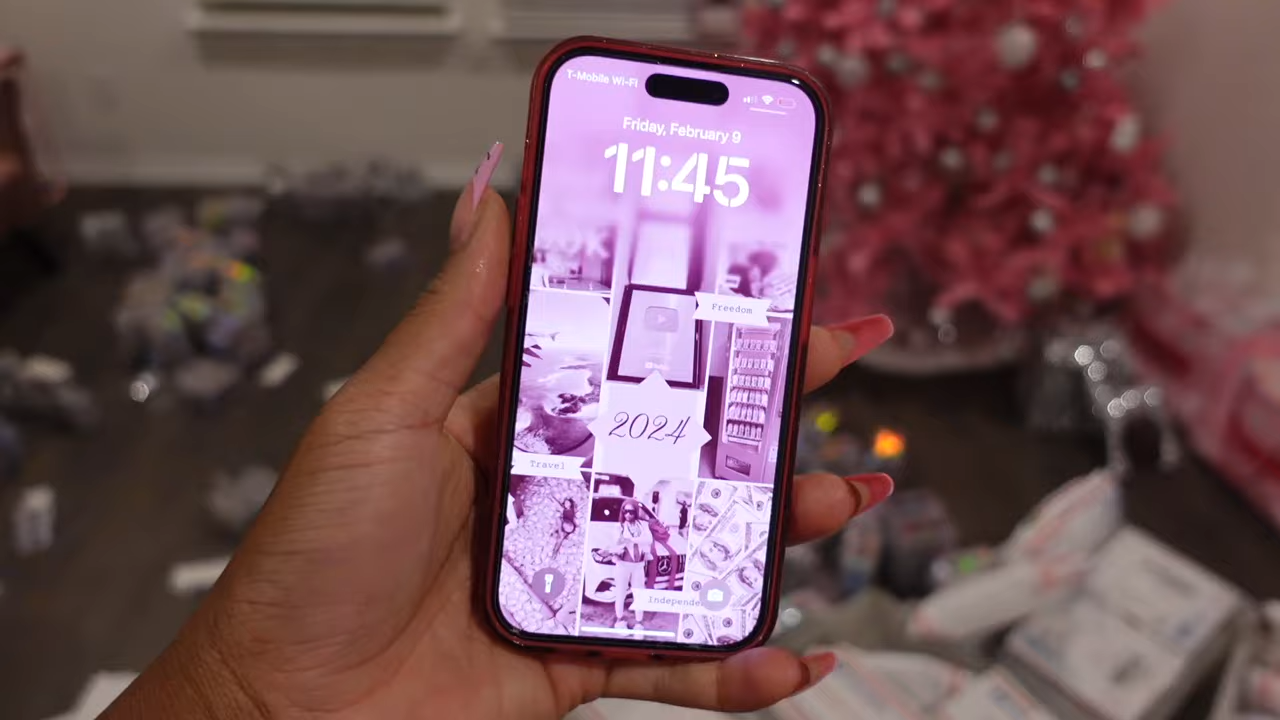 T-Mobile Wi-Fi
Friday, February 9
11:45
Freedom
2024
Travel
Independe